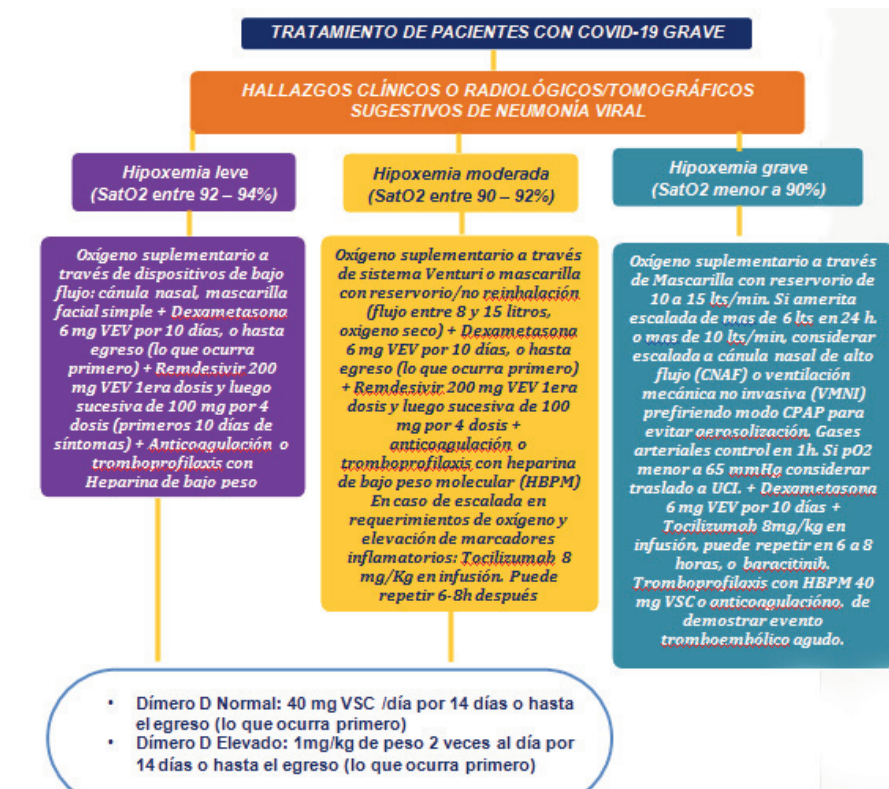 TRATAMIENTO DE PACIENTES CON COVID-19 GRAVE
HALLAZGOS CLÍNICOS O RADIOLÓGICOS/TOMOGRÁFICOS
SUGESTIVOS DE NEUMONÍA VIRAL
Hipoxemia leve
(SatO2 entre 92 – 94%)
Oxígeno suplementario a
través de dispositivos de bajo
flujo: cánula nasal, mascarilla
facial simple + Dexametasona
6 mg VEV por 10 días, o hasta
egreso (lo que ocurra
primero) + Remdesivir 200
mg VEV 1era dosis y luego
sucesiva de 100 mg por 4
dosis (primeros 10 días de
síntomas) + Anticoagulación o
tromboprofilaxis con
Heparina de bajo peso
Hipoxemia moderada
(SatO2 entre 90 – 92%)
Oxígeno suplementario a través
de sistema Venturi o mascarilla
con reservorio/no reinhalación
(flujo entre 8 y 15 litros,
oxigeno seco) + Dexametasona
6 mg VEV por 10 días, o hasta
egreso (lo que ocurra primero)
+ Remdesivir 200 mg VEV 1era
dosis y luego sucesiva de 100
mg por 4 dosis +
anticoagulación o
tromboprofilaxis con heparina
de bajo peso molecular (HBPM)
En caso de escalada en
requerimientos de oxígeno y
elevación de marcadores
inflamatorios: Tocilizumab 8
mg/Kg en infusión. Puede
repetir 6-8h después
Hipoxemia grave
(SatO2 menor a 90%)
Oxígeno suplementario a través
de Mascarilla con reservorio de
10 a 15 lts/min. Si amerita
escalada de mas de 6 lts en 24 h.
o mas de 10 lts/min, considerar
escalada a cánula nasal de alto
flujo (CNAF) o ventilación
mecánica no invasiva (VMNI)
prefiriendo modo CPAP para
evitar aerosolización. Gases
arteriales control en 1h. Si pO2
menor a 65 mmHg considerar
traslado a UCI. + Dexametasona
6 mg VEV por 10 días +
Tocilizumab 8mg/kg en
infusión, puede repetir en 6 a 8
horas, o baracitinib.
Tromboprofilaxis con HBPM 40
mg VSC o anticoagulacióno, de
demostrar evento
tromboembólico agudo.
• Dímero D Normal: 40 mg VSC /día por 14 días o hasta
el egreso (lo que ocurra primero)
• Dímero D Elevado: 1mg/kg de peso 2 veces al día por
14 días o hasta el egreso (lo que ocurra primero)